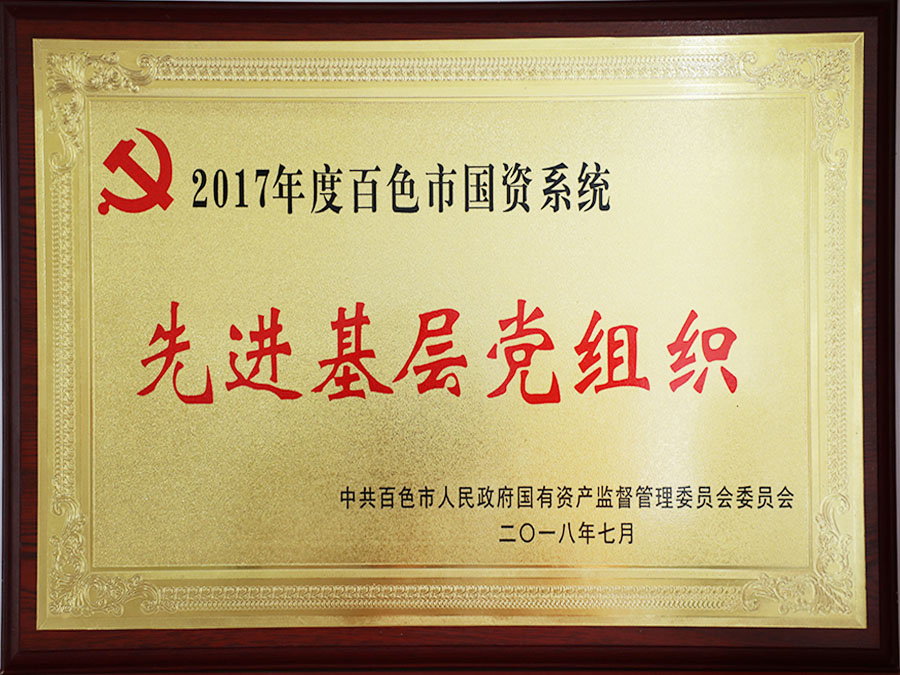 2017年度百色市国资系统
先进基层党组织
中共百色市人民政府国有资产监督管理委员会委员会
二〇一八年七月